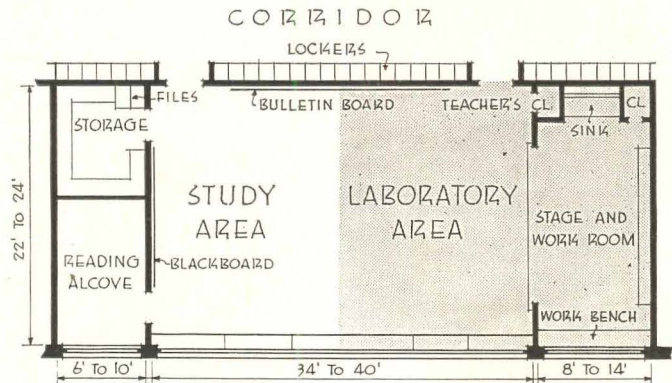 CORRIDOR
LOCKERS
FILES
BULLETIN BOARD
TEACHER'S
CL
CL
SINK
STORAGE
STUDY
AREA
LABORATORY
AREA
STAGE AND
WORK ROOM
READING
ALCOVE
BLACKBOARD
WORK BENCH
22' TO 24'
6' TO 10'
34' TO 40'
8' TO 14'